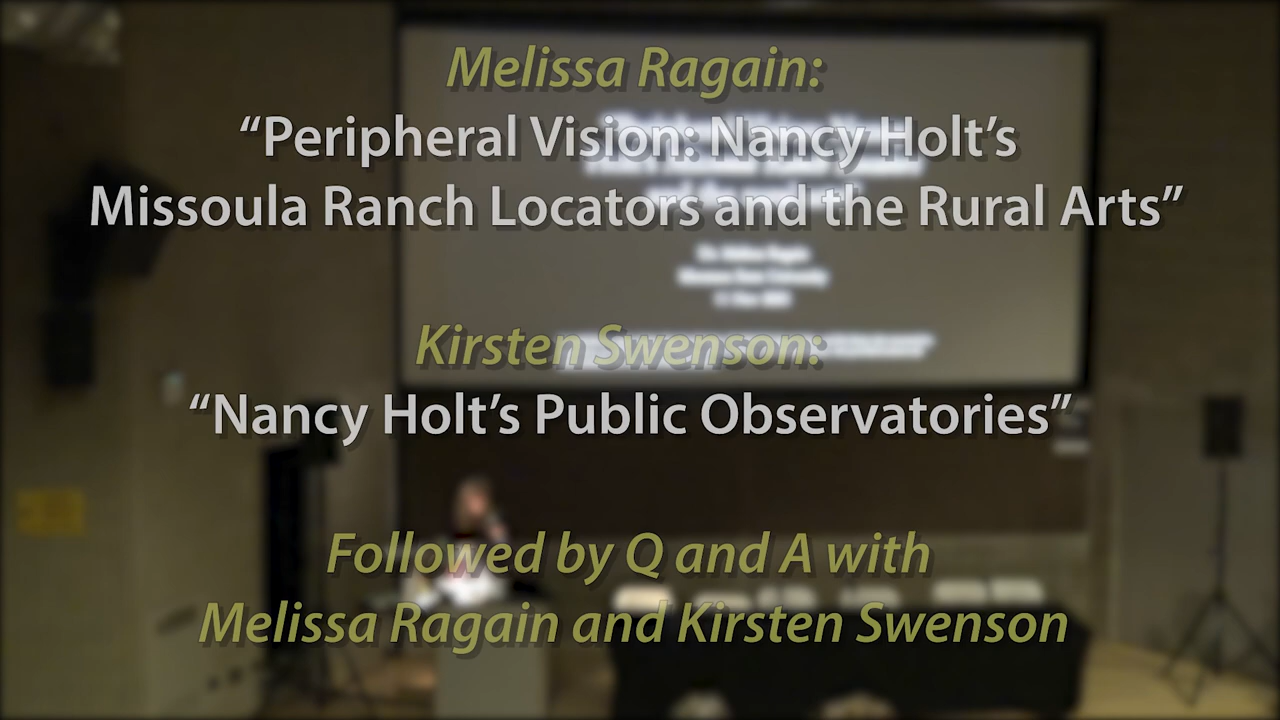 Melissa Ragain:
“Peripheral Vision: Nancy Holt’s
Missoula Ranch Locators and the Rural Arts”
Kirsten Swenson:
“Nancy Holt’s Public Observatories”
Followed by Q and A with
Melissa Ragain and Kirsten Swenson